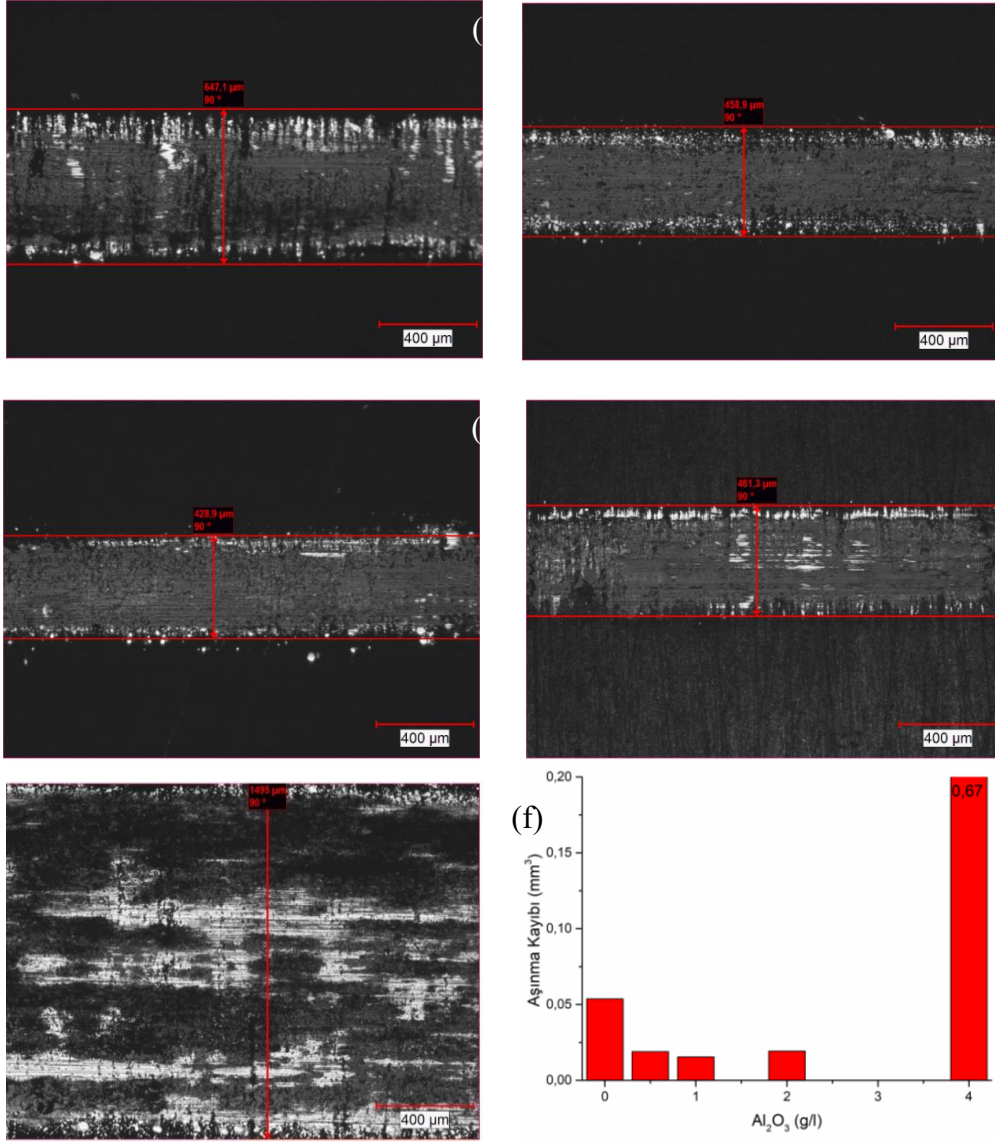 (
647,1 µm
90 °
400 µm
458,9 µm
90 °
400 µm
(
428,9 µm
90 °
400 µm
461,3 µm
90 °
400 µm
1495 µm
90 °
400 µm
(f)
0,20
0,15
0,10
0,05
0,00
Aşınma Kayıbı (mm³)
0,67
0
1
2
3
4
Al₂O₃ (g/l)